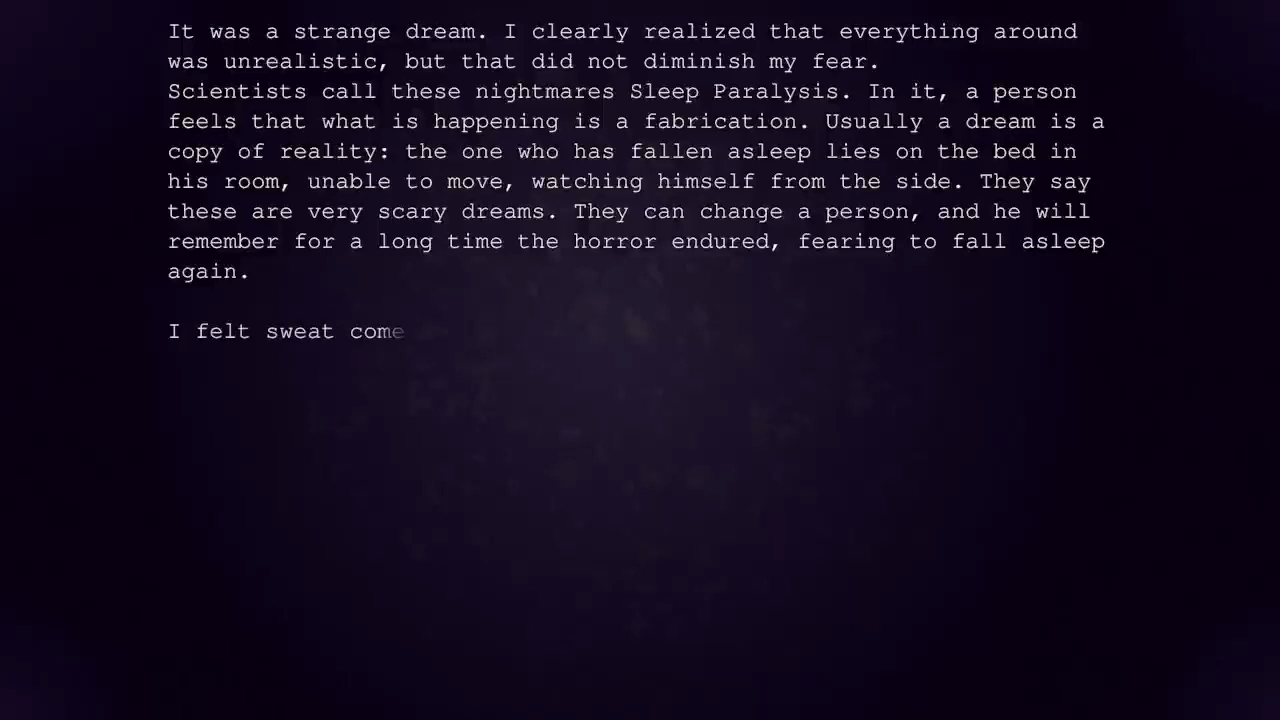 It was a strange dream. I clearly realized that everything around
was unrealistic, but that did not diminish my fear.
Scientists call these nightmares Sleep Paralysis. In it, a person
feels that what is happening is a fabrication. Usually a dream is a
copy of reality: the one who has fallen asleep lies on the bed in
his room, unable to move, watching himself from the side. They say
these are very scary dreams. They can change a person, and he will
remember for a long time the horror endured, fearing to fall asleep
again.
I felt sweat come